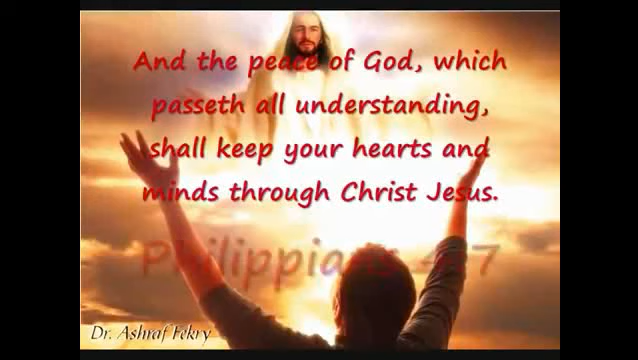 And the peace of God, which
passeth all understanding,
shall keep your hearts and
minds through Christ Jesus.
Philippians 4:7
Dr. Ashraf Fekry